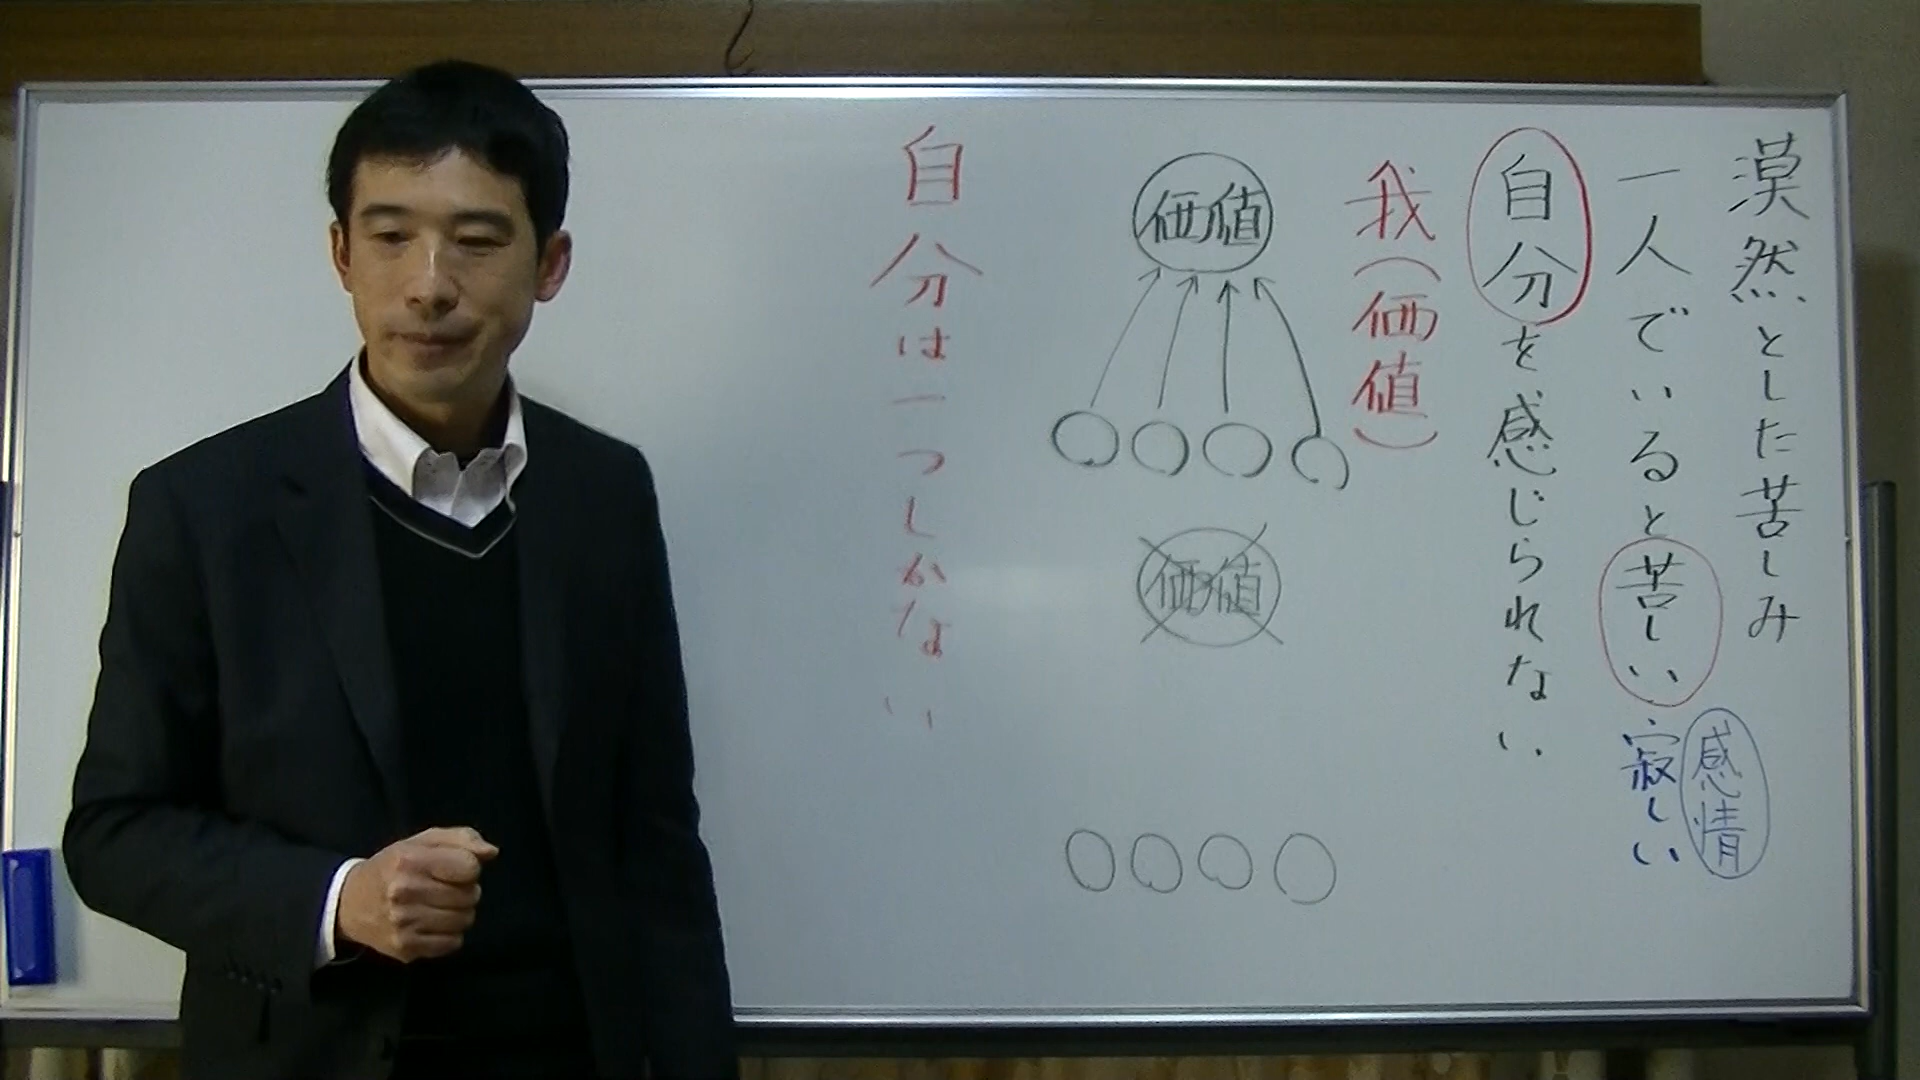 漠然とした苦しみ
一人でいると苦しい
寂しい
感情
自分を感じられない
我(価値)
価値
価値
自分は一つしかない